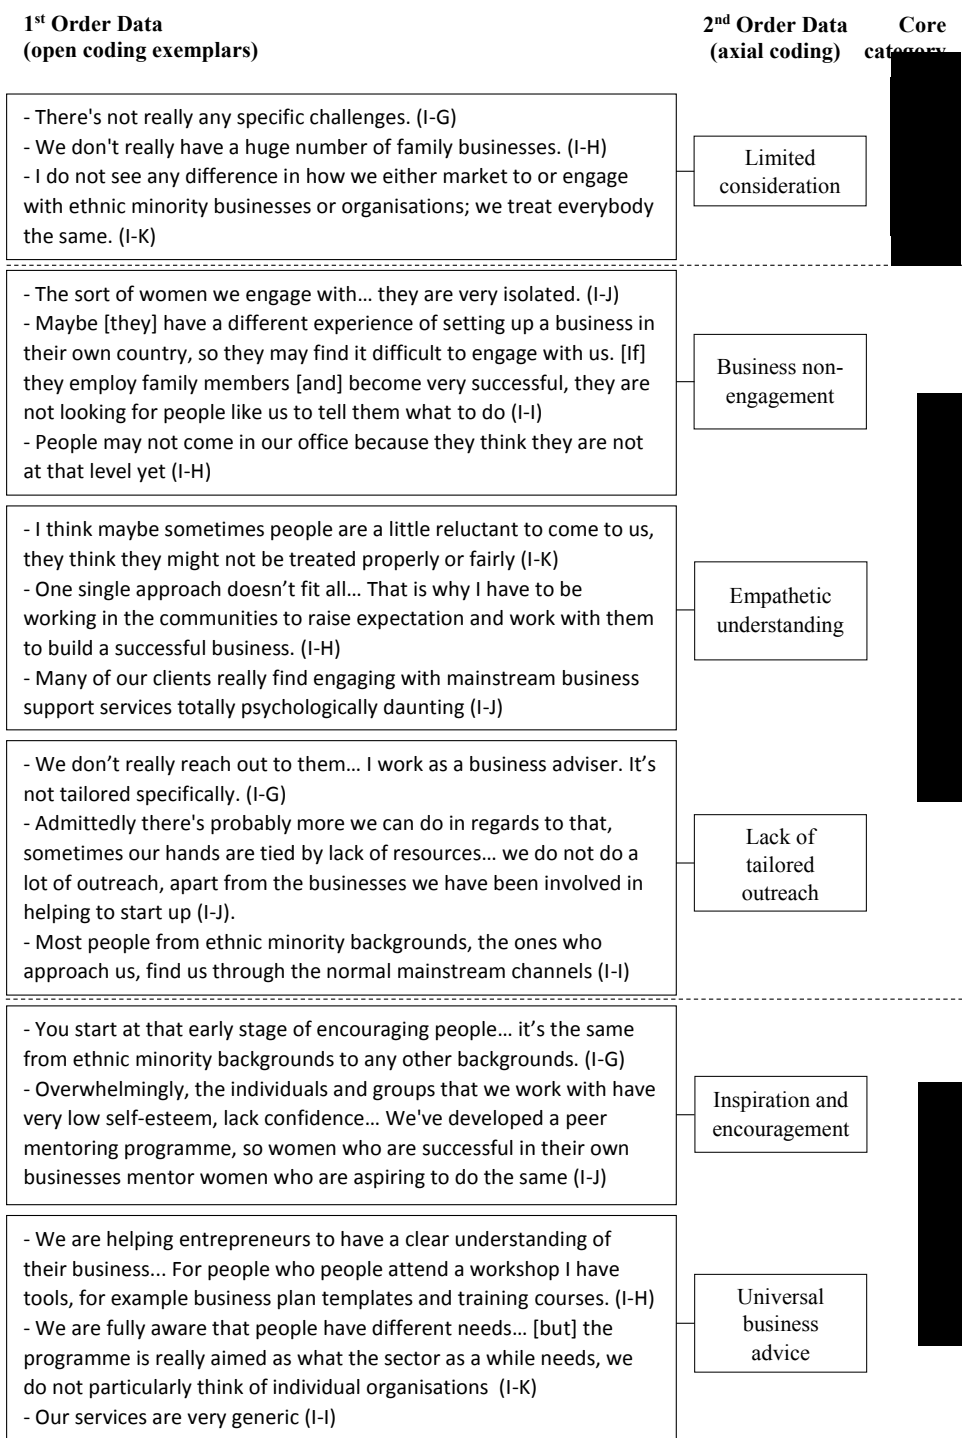 1st Order Data
(open coding exemplars)
2nd Order Data
(axial coding)
Core
category
- There's not really any specific challenges. (I-G)
- We don't really have a huge number of family businesses. (I-H)
- I do not see any difference in how we either market to or engage
with ethnic minority businesses or organisations; we treat everybody
the same. (I-K)
Limited
consideration
- The sort of women we engage with… they are very isolated. (I-J)
- Maybe [they] have a different experience of setting up a business in
their own country, so they may find it difficult to engage with us. [If]
they employ family members [and] become very successful, they are
not looking for people like us to tell them what to do (I-I)
- People may not come in our office because they think they are not
at that level yet (I-H)
Business non-
engagement
- I think maybe sometimes people are a little reluctant to come to us,
they think they might not be treated properly or fairly (I-K)
- One single approach doesn’t fit all… That is why I have to be
working in the communities to raise expectation and work with them
to build a successful business. (I-H)
- Many of our clients really find engaging with mainstream business
support services totally psychologically daunting (I-J)
Empathetic
understanding
- We don’t really reach out to them… I work as a business adviser. It’s
not tailored specifically. (I-G)
- Admittedly there's probably more we can do in regards to that,
sometimes our hands are tied by lack of resources… we do not do a
lot of outreach, apart from the businesses we have been involved in
helping to start up (I-J).
- Most people from ethnic minority backgrounds, the ones who
approach us, find us through the normal mainstream channels (I-I)
Lack of
tailored
outreach
- You start at that early stage of encouraging people… it’s the same
from ethnic minority backgrounds to any other backgrounds. (I-G)
- Overwhelmingly, the individuals and groups that we work with have
very low self-esteem, lack confidence… We've developed a peer
mentoring programme, so women who are successful in their own
businesses mentor women who are aspiring to do the same (I-J)
Inspiration and
encouragement
- We are helping entrepreneurs to have a clear understanding of
their business... For people who people attend a workshop I have
tools, for example business plan templates and training courses. (I-H)
- We are fully aware that people have different needs… [but] the
programme is really aimed as what the sector as a while needs, we
do not particularly think of individual organisations  (I-K)
- Our services are very generic (I-I)
Universal
business
advice